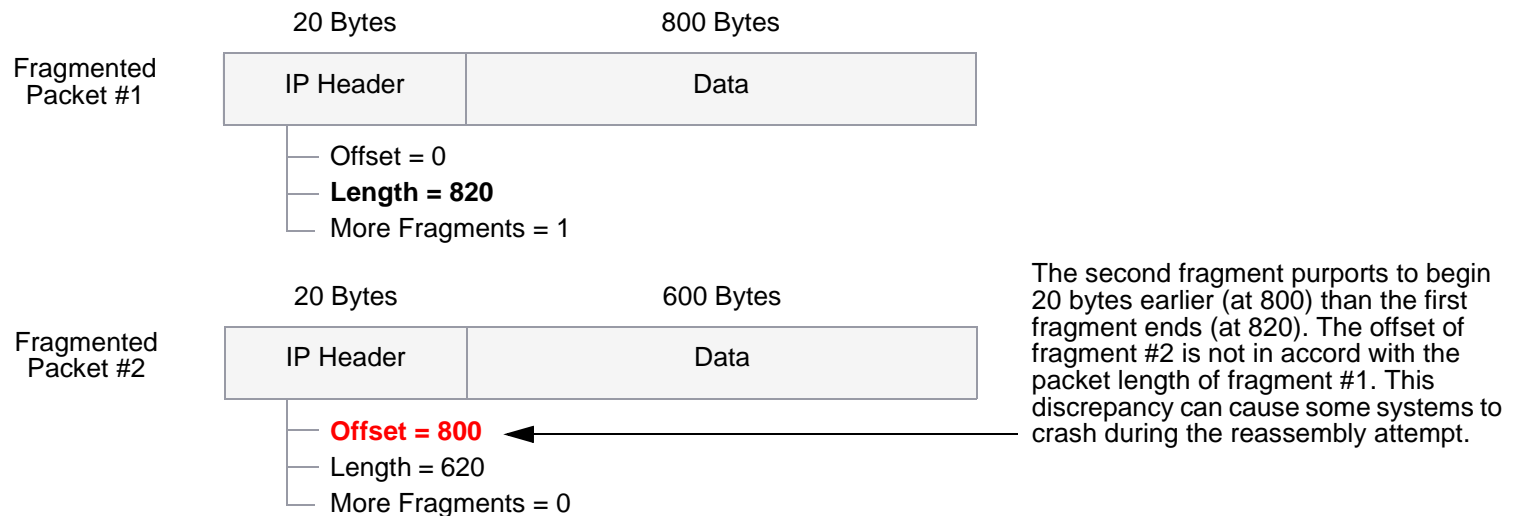 20 Bytes
800 Bytes
Fragmented
Packet #1
IP Header
Data
Offset = 0
Length = 820
More Fragments = 1
20 Bytes
600 Bytes
Fragmented
Packet #2
IP Header
Data
Offset = 800
Length = 620
More Fragments = 0
The second fragment purports to begin
20 bytes earlier (at 800) than the first
fragment ends (at 820). The offset of
fragment #2 is not in accord with the
packet length of fragment #1. This
discrepancy can cause some systems to
crash during the reassembly attempt.